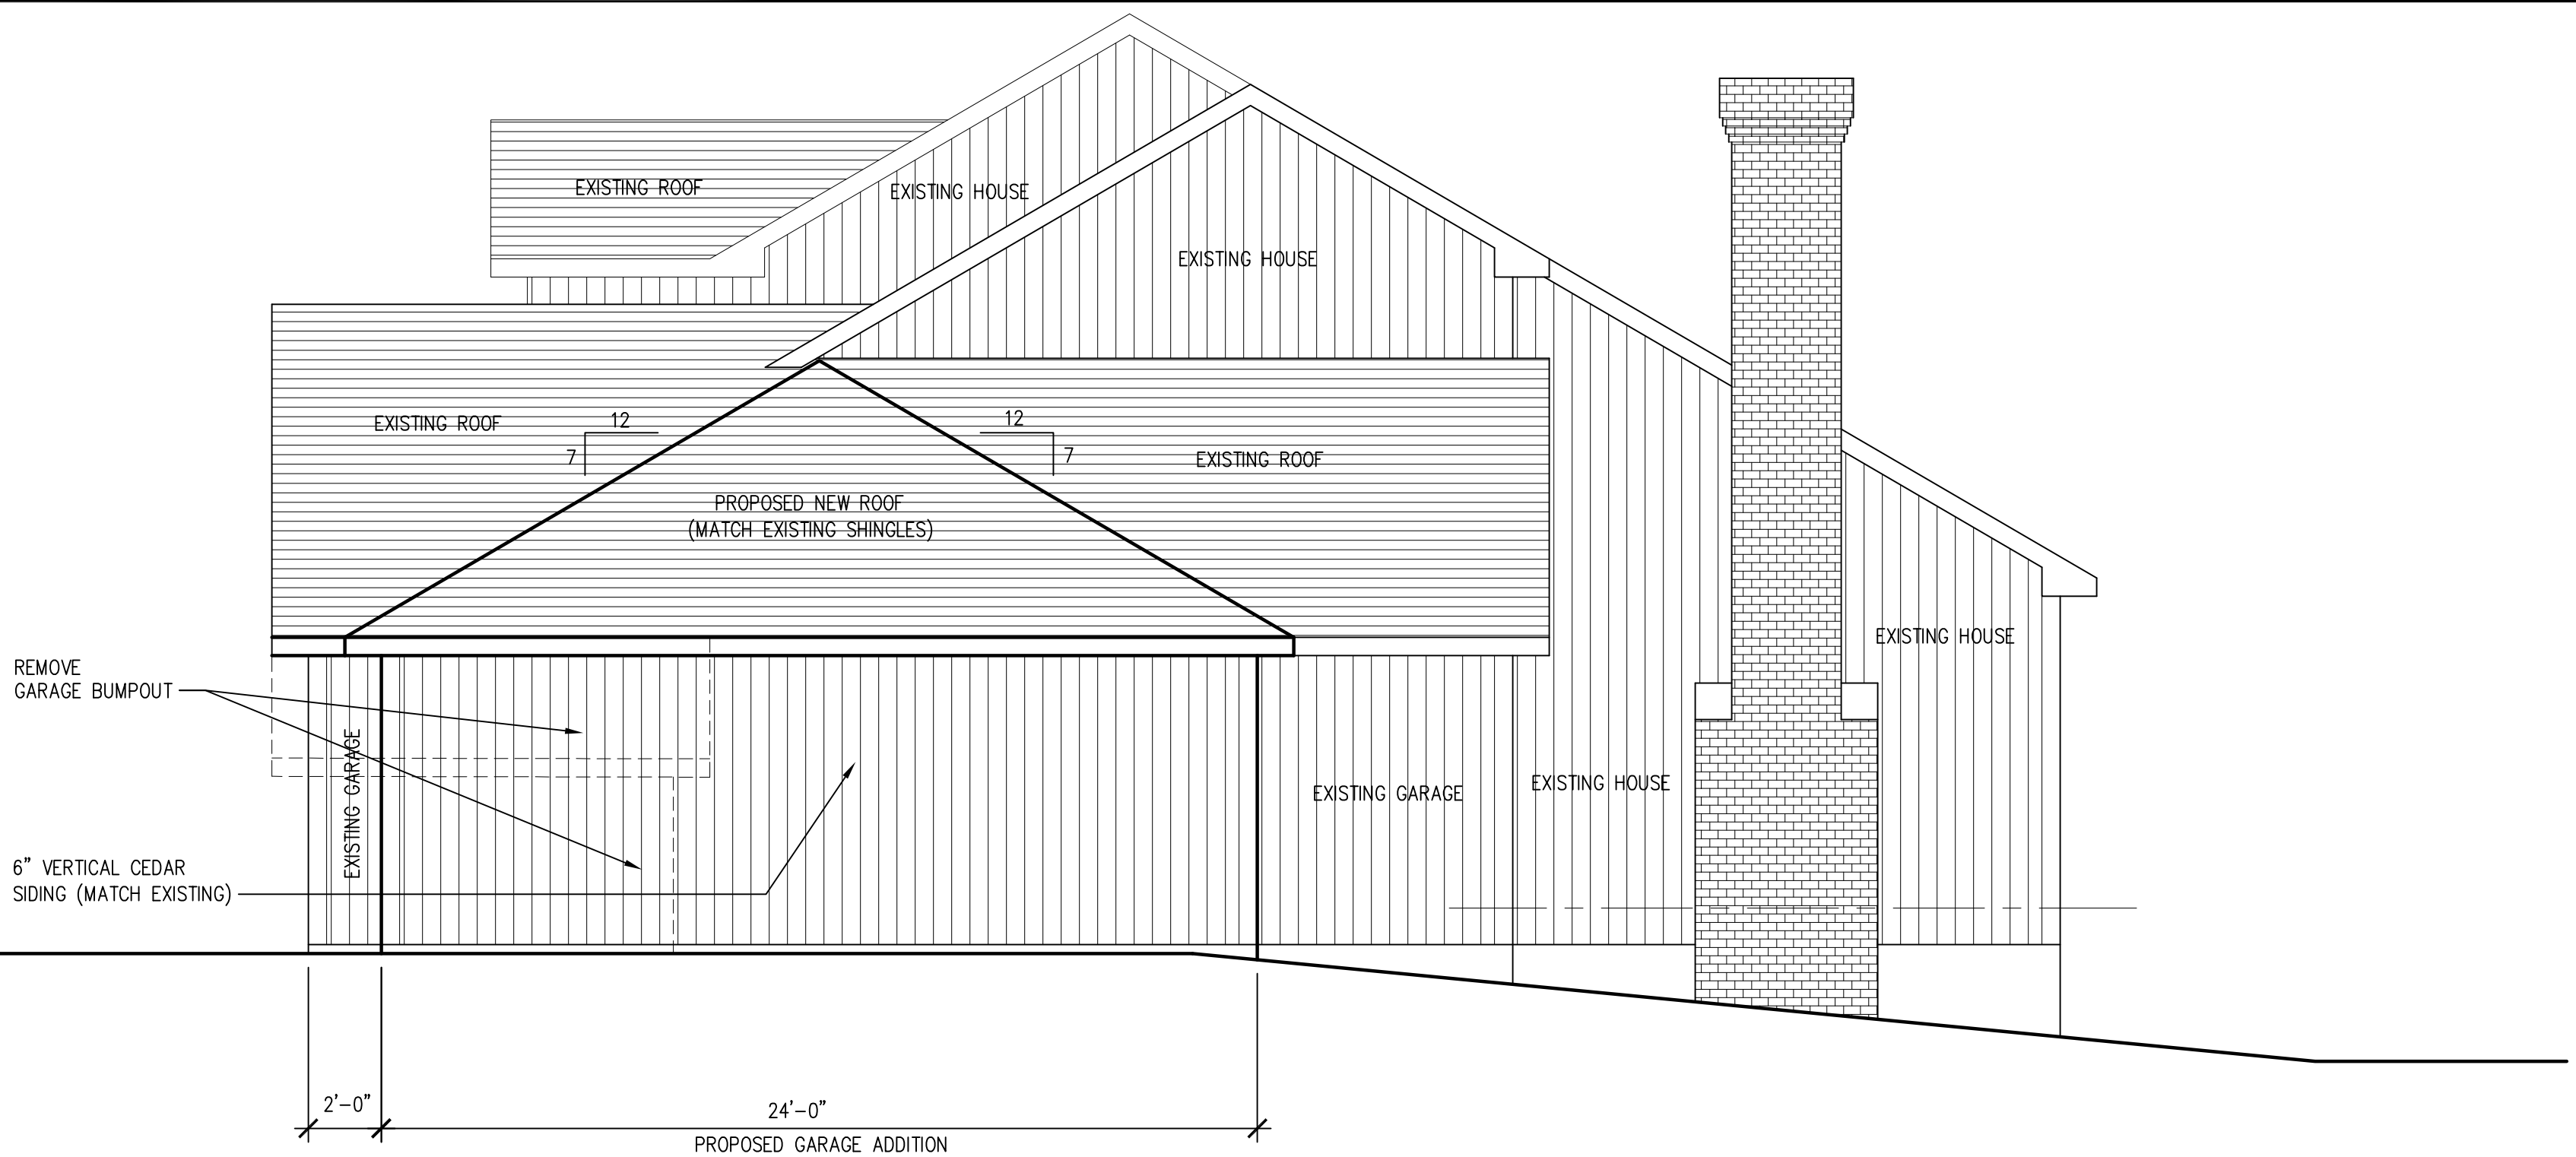 EXISTING ROOF
EXISTING HOUSE
EXISTING HOUSE
EXISTING ROOF
12
7
12
7
EXISTING ROOF
PROPOSED NEW ROOF
(MATCH EXISTING SHINGLES)
EXISTING HOUSE
REMOVE
GARAGE BUMPOUT
EXISTING GARAGE
EXISTING GARAGE
EXISTING HOUSE
6" VERTICAL CEDAR
SIDING (MATCH EXISTING)
2'-0"
24'-0"
PROPOSED GARAGE ADDITION